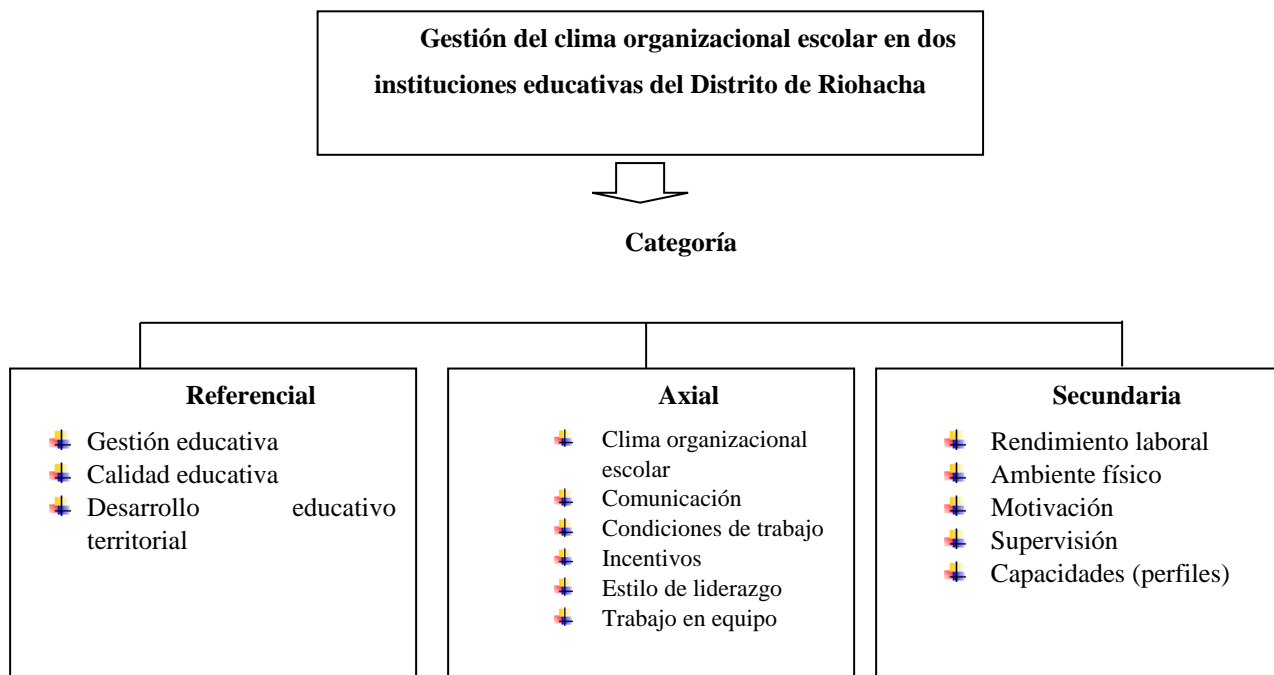 Gestión del clima organizacional escolar en dos
instituciones educativas del Distrito de Riohacha
Categoría
Referencial
Gestión educativa
Calidad educativa
Desarrollo educativo
territorial
Axial
Clima organizacional
escolar
Comunicación
Condiciones de trabajo
Incentivos
Estilo de liderazgo
Trabajo en equipo
Secundaria
Rendimiento laboral
Ambiente físico
Motivación
Supervisión
Capacidades (perfiles)